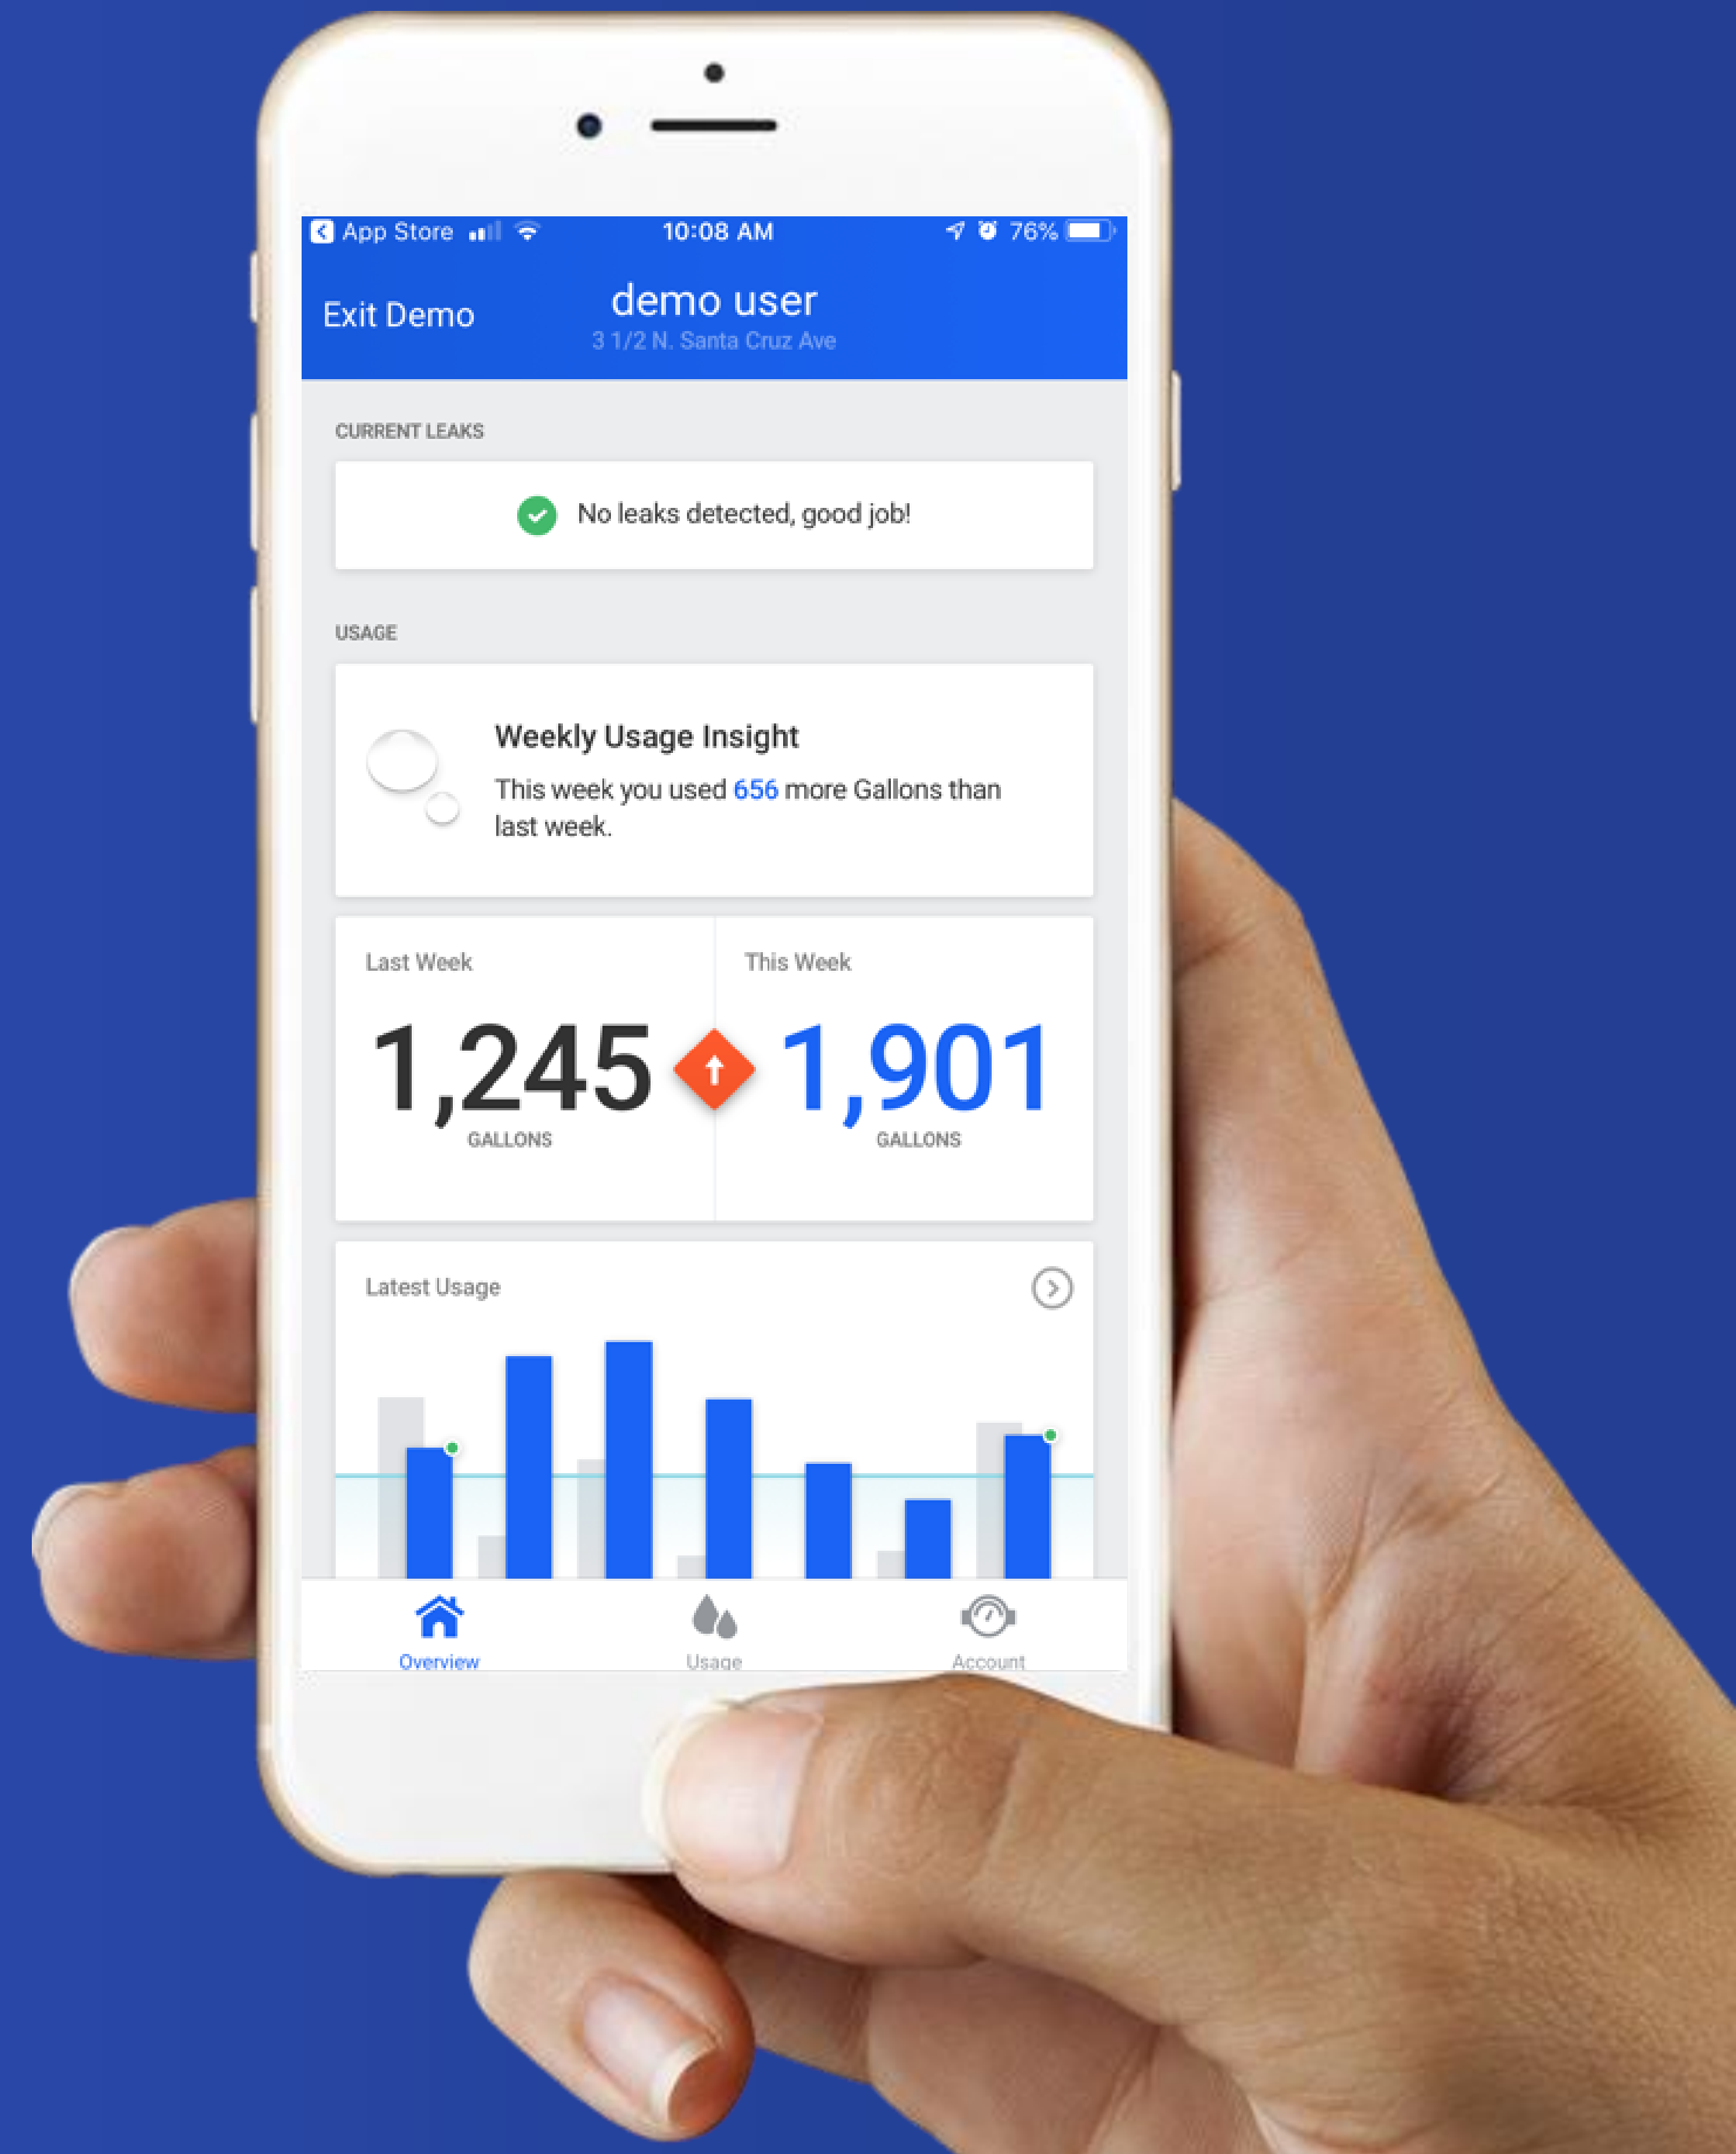 App Store 10:08 AM 76%
Exit Demo
demo user
3 1/2 N. Santa Cruz Ave
CURRENT LEAKS
No leaks detected, good job!
USAGE
Weekly Usage Insight
This week you used 656 more Gallons than
last week.
Last Week
This Week
1,245
1,901
GALLONS
GALLONS
Latest Usage
Overview
Usage
Account